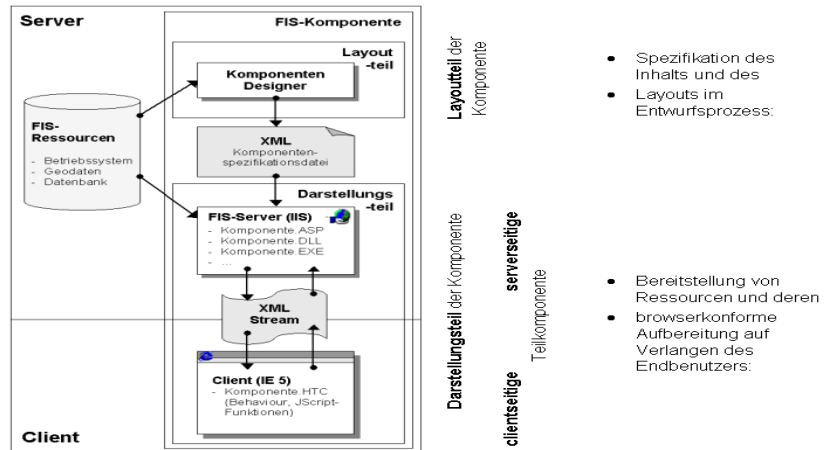 Server
FIS-Komponente
Layout
-teil
Komponenten
Designer
FIS-
Ressourcen
- Betriebssystem
- Geodaten
- Datenbank
XML
Komponenten-
spezifikationsdatei
Darstellungs
-teil
FIS-Server (IIS)
- Komponente.ASP
- Komponente.DLL
- Komponente.EXE
- ...
XML
Stream
Client (IE 5)
- Komponente.HTC
(Behaviour, JScript-
Funktionen)
Client
Layoutteil der
Komponente
Darstellungsteil der Komponente
serverseitige
clientseitige
Teilkomponente
• Spezifikation des
Inhalts und des
• Layouts im
Entwurfsprozess:
• Bereitstellung von
Ressourcen und deren
• browserkonforme
Aufbereitung auf
Verlangen des
Endbenutzers: